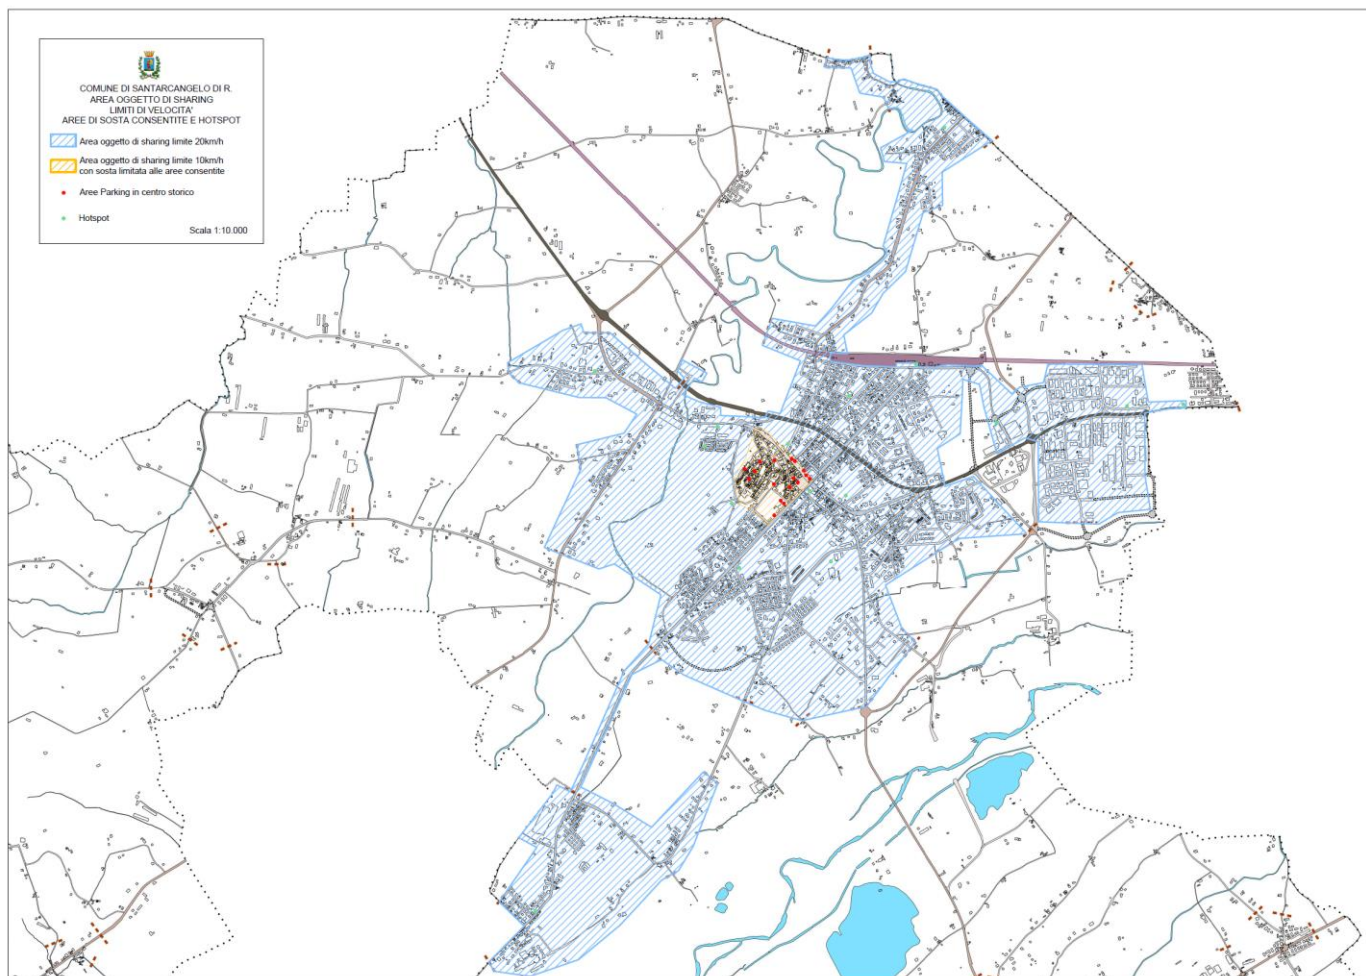 COMUNE DI SANTARCANGELO DI R.
AREA OGGETTO DI SHARING
LIMITI DI VELOCITA'
AREE DI SOSTA CONSENTITE E HOTSPOT
Area oggetto di sharing limite 20km/h
Area oggetto di sharing limite 10km/h
con sosta limitata alle aree consentite
Aree Parking in centro storico
Hotspot
Scala 1:10.000